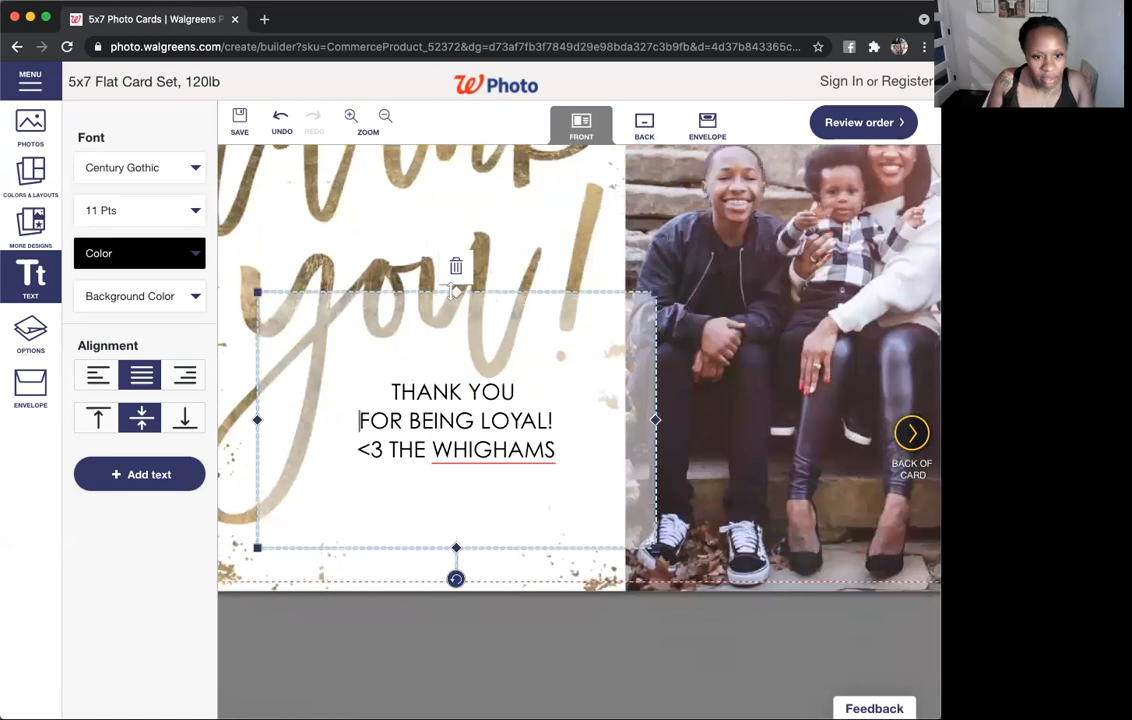 5x7 Photo Cards | Walgreens P
photo.walgreens.com/create/builder?sku=CommerceProduct_52372&dg=d73af7fb3f7849d29e98bda327c3b9fb&d=4d37b843365c...
MENU
5x7 Flat Card Set, 120lb
W Photo
Sign In or Register
PHOTOS
COLORS & LAYOUTS
MORE DESIGNS
Tt
TEXT
OPTIONS
ENVELOPE
SAVE
UNDO
REDO
ZOOM
FRONT
BACK
ENVELOPE
Review order
Font
Century Gothic
11 Pts
Color
Background Color
Alignment
+ Add text
you!
THANK YOU
FOR BEING LOYAL!
<3 THE WHIGHAMS
BACK OF
CARD
Feedback